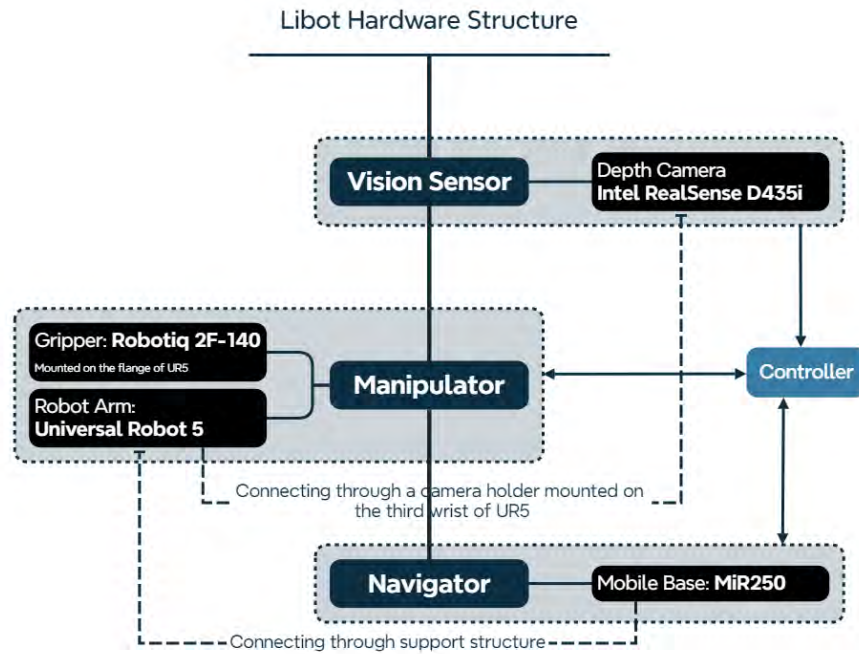 Libot Hardware Structure
Vision Sensor
Depth Camera
Intel RealSense D435i
Gripper: Robotiq 2F-140
Mounted on the flange of UR5
Robot Arm:
Universal Robot 5
Manipulator
Controller
Connecting through a camera holder mounted on
the third wrist of UR5
Navigator
Mobile Base: MiR250
Connecting through support structure